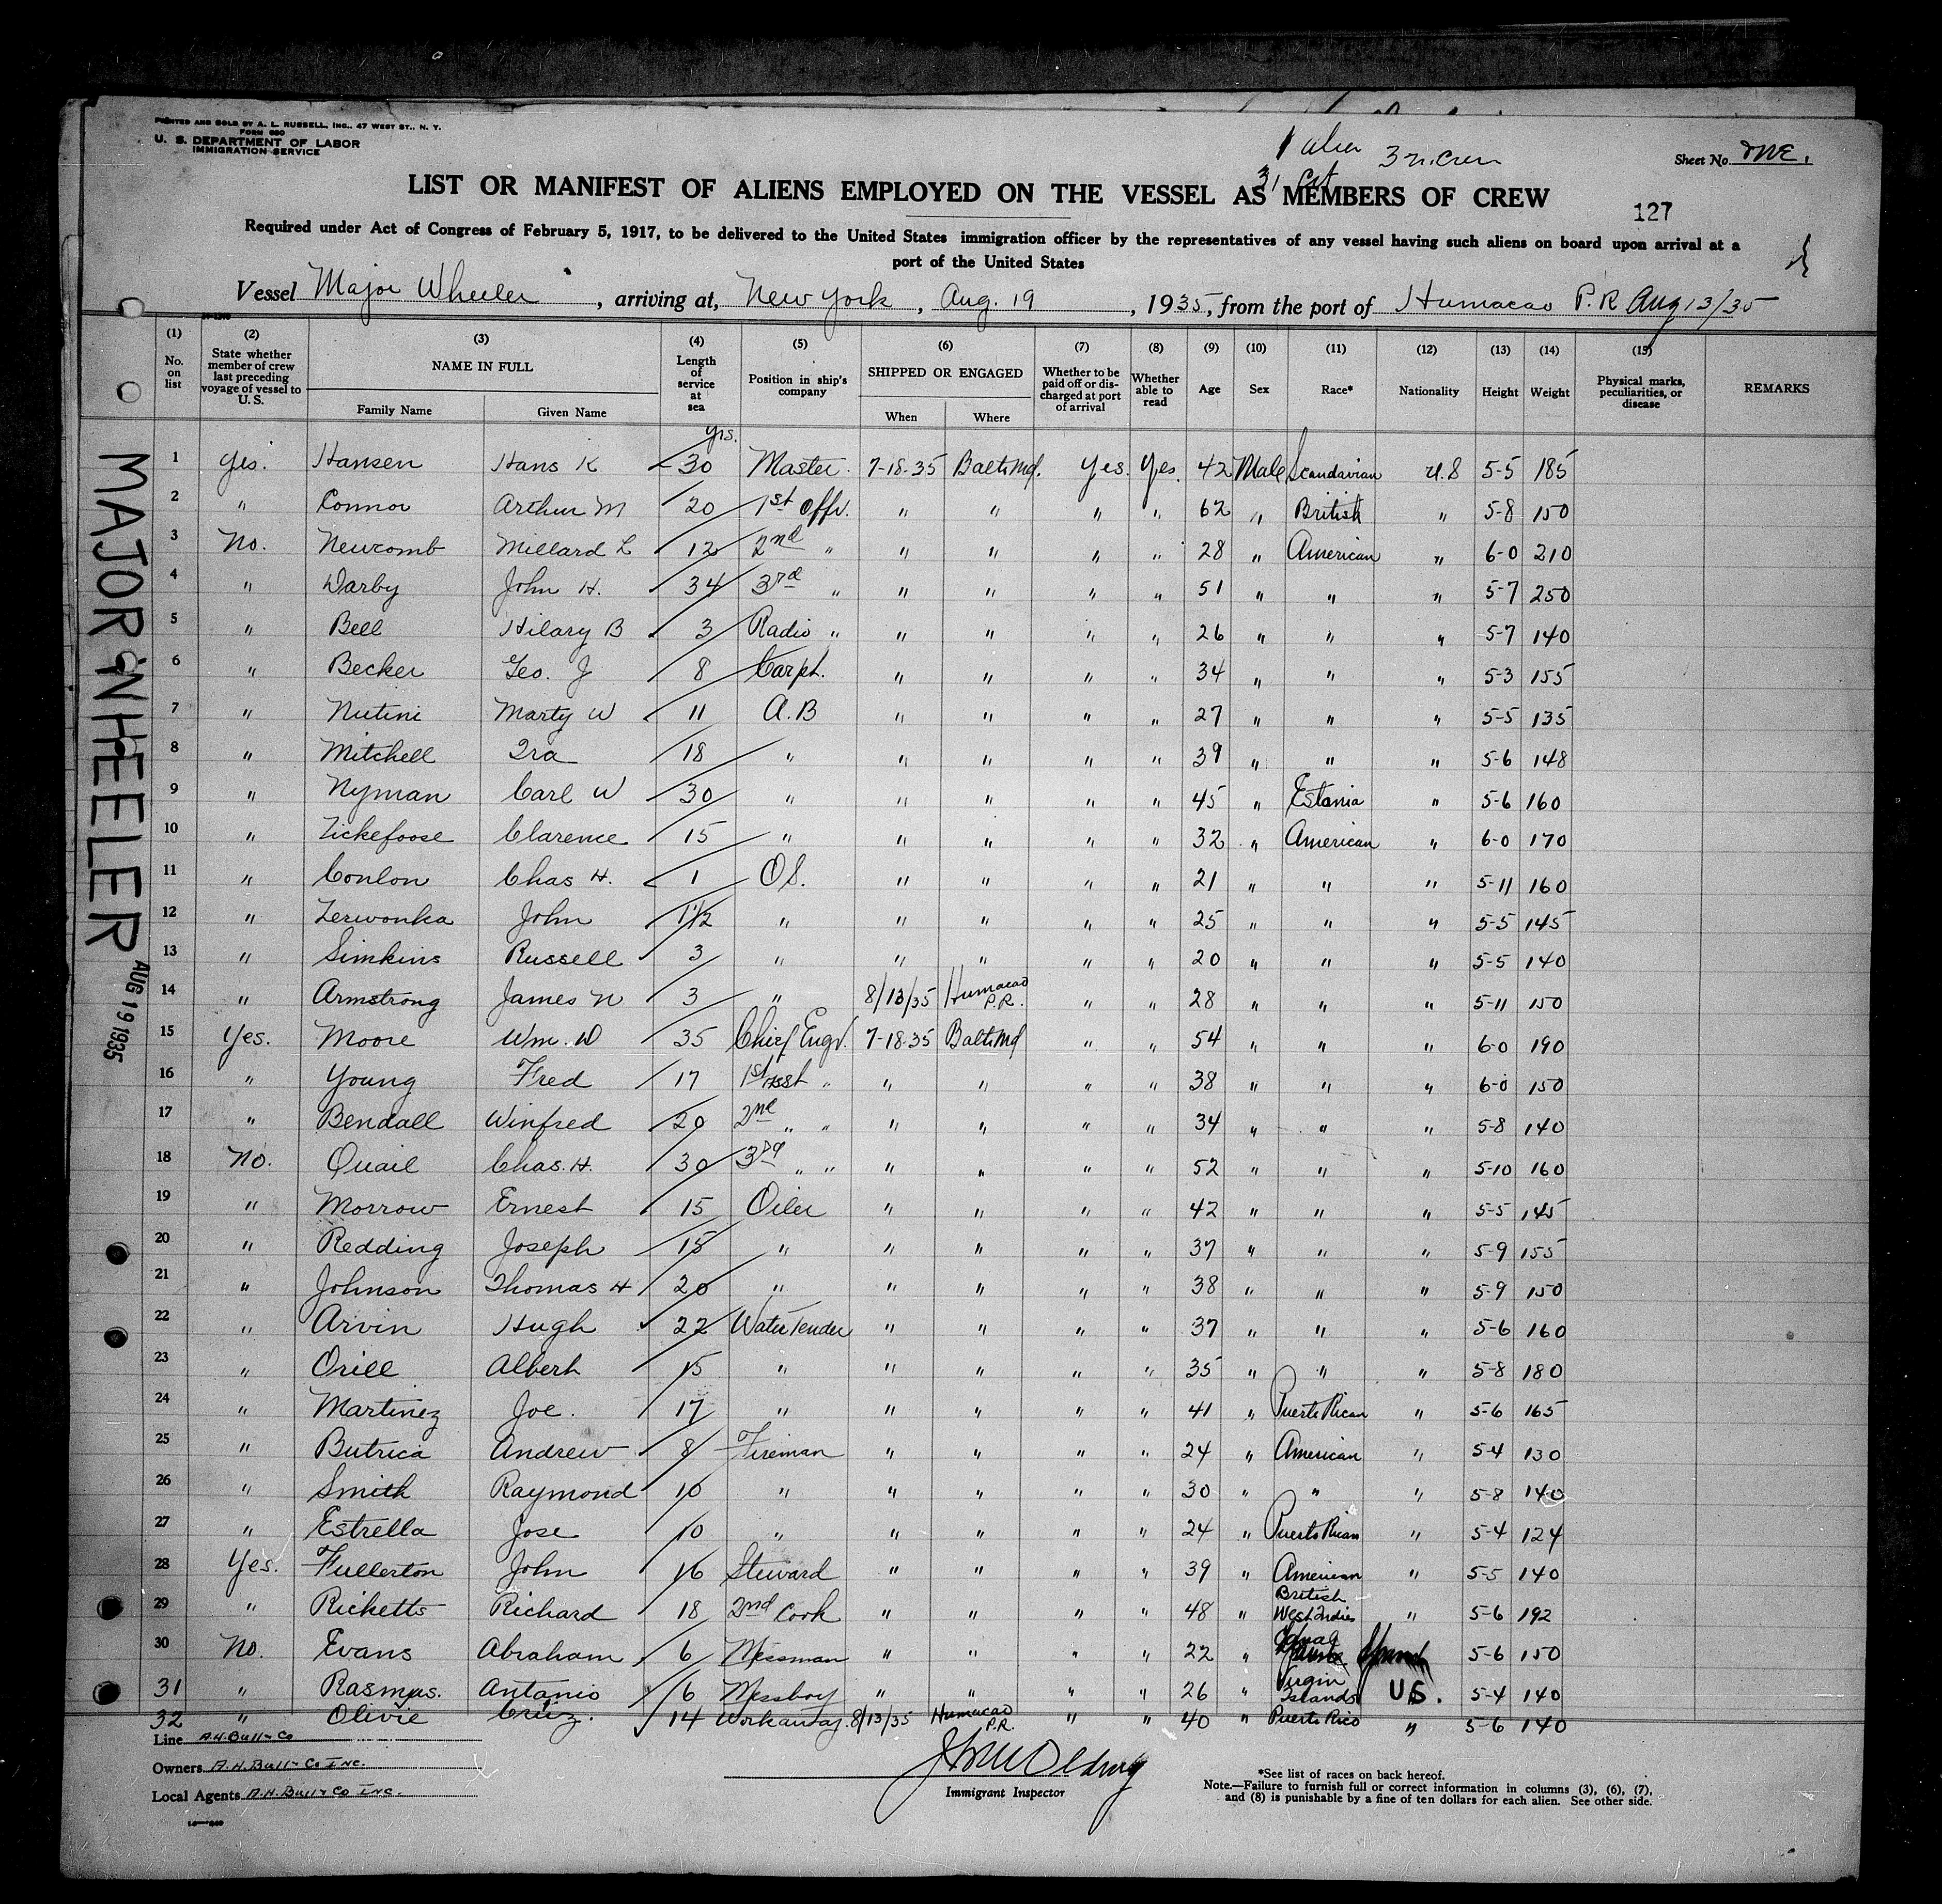 PRINTED AND SOLD BY A. L. RUSSELL, INC., 47 WEST ST., N. Y.
FORM 680
U. S. DEPARTMENT OF LABOR
IMMIGRATION SERVICE
1 alien 3 n. Crew
31 Cit
Sheet No. ONE.
LIST OR MANIFEST OF ALIENS EMPLOYED ON THE VESSEL AS MEMBERS OF CREW
127
Required under Act of Congress of February 5, 1917, to be delivered to the United States immigration officer by the representatives of any vessel having such aliens on board upon arrival at a
port of the United States
Vessel Major Wheeler, arriving at, New York, Aug. 19, 1935, from the port of Humacao P.R Aug 13/35
(1) (2) (3) (4) (5) (6) (7) (8) (9) (10) (11) (12) (13) (14) (15)
No. on list | State whether member of crew last preceding voyage of vessel to U. S. | NAME IN FULL | Family Name | Given Name | Length of service at sea | Position in ship's company | SHIPPED OR ENGAGED | When | Where | Whether to be paid off or discharged at port of arrival | Whether able to read | Age | Sex | Race* | Nationality | Height | Weight | Physical marks, peculiarities, or disease | REMARKS
yrs.
1 Yes. Hansen Hans K 30 Master. 7-18-35 Balto Md. Yes. Yes. 42 Male Scandavian U.S 5-5 185
2 " Connor Arthur M 20 1st Offr. " " " " 62 " British " 5-8 150
3 No. Newcomb Millard L 12 2nd " " " " " 28 " American " 6-0 210
4 " Darby John H. 34 3rd " " " " " 51 " " " 5-7 250
5 " Bell Hilary B 3 Radio " " " " " 26 " " " 5-7 140
6 " Becker Geo. J 8 Carpt. " " " " 34 " " " 5-3 155
7 " Nutini Marty W 11 A.B " " " " 27 " " " 5-5 135
8 " Mitchell Ira 18 " " " " " 39 " " " 5-6 148
9 " Nyman Carl W 30 " " " " " 45 " Estania " 5-6 160
10 " Zickefoose Clarence 15 " " " " " 32 " American " 6-0 170
11 " Conlon Chas H. 1 O.S. " " " " 21 " " " 5-11 160
12 " Zerwonka John 1 1/2 " " " " " 25 " " " 5-5 145
13 " Simkins Russell 3 " " " " " 20 " " " 5-5 140
14 " Armstrong James N 3 " 8/13/35 Humacao P.R. " " 28 " " " 5-11 150
15 Yes. Moore Wm. D 35 Chief Engr. 7-18-35 Balto Md " " 54 " " " 6-0 190
16 " Young Fred 17 1st Asst " " " " " 38 " " " 6-0 150
17 " Bendall Winfred 20 2nd " " " " " " 34 " " " 5-8 140
18 No. Quail Chas. H. 30 3rd " " " " " " 52 " " " 5-10 160
19 " Morrow Ernest 15 Oiler " " " " 42 " " " 5-5 145
20 " Redding Joseph 15 " " " " " 37 " " " 5-9 155
21 " Johnson Thomas H 20 " " " " " 38 " " " 5-9 150
22 " Arvin Hugh 22 Water Tender " " " " 37 " " " 5-6 160
23 " Orill Albert 15 " " " " " 35 " " " 5-8 180
24 " Martinez Joe. 17 " " " " " 41 " Puerto Rican " 5-6 165
25 " Butrica Andrew 8 Fireman " " " " 24 " American " 5-4 130
26 " Smith Raymond 10 " " " " " 30 " " " 5-8 140
27 " Estrella Jose 10 " " " " " 24 " Puerto Rican " 5-4 124
28 Yes. Fullerton John 16 Steward " " " " 39 " American " 5-5 140
29 " Ricketts Richard 18 2nd Cook " " " " 48 " British West Indies " 5-6 192
30 No. Evans Abraham 6 Messman " " " " 22 " 5-6 150
31 " Rasmus. Antonio 6 Messboy " " " " 26 " Virgin Islands U.S. 5-4 140
32 " Olivie Cruz. 14 Workaway. 8/13/35 Humacao P.R. " " 40 " Puerto Rico " 5-6 140
Line A.H. Bull & Co
Owners A.H. Bull & Co Inc.
Local Agents A.H. Bull & Co Inc.
Immigrant Inspector
*See list of races on back hereof.
Note.—Failure to furnish full or correct information in columns (3), (6), (7),
and (8) is punishable by a fine of ten dollars for each alien. See other side.
MAJOR WHEELER AUG 19 1935